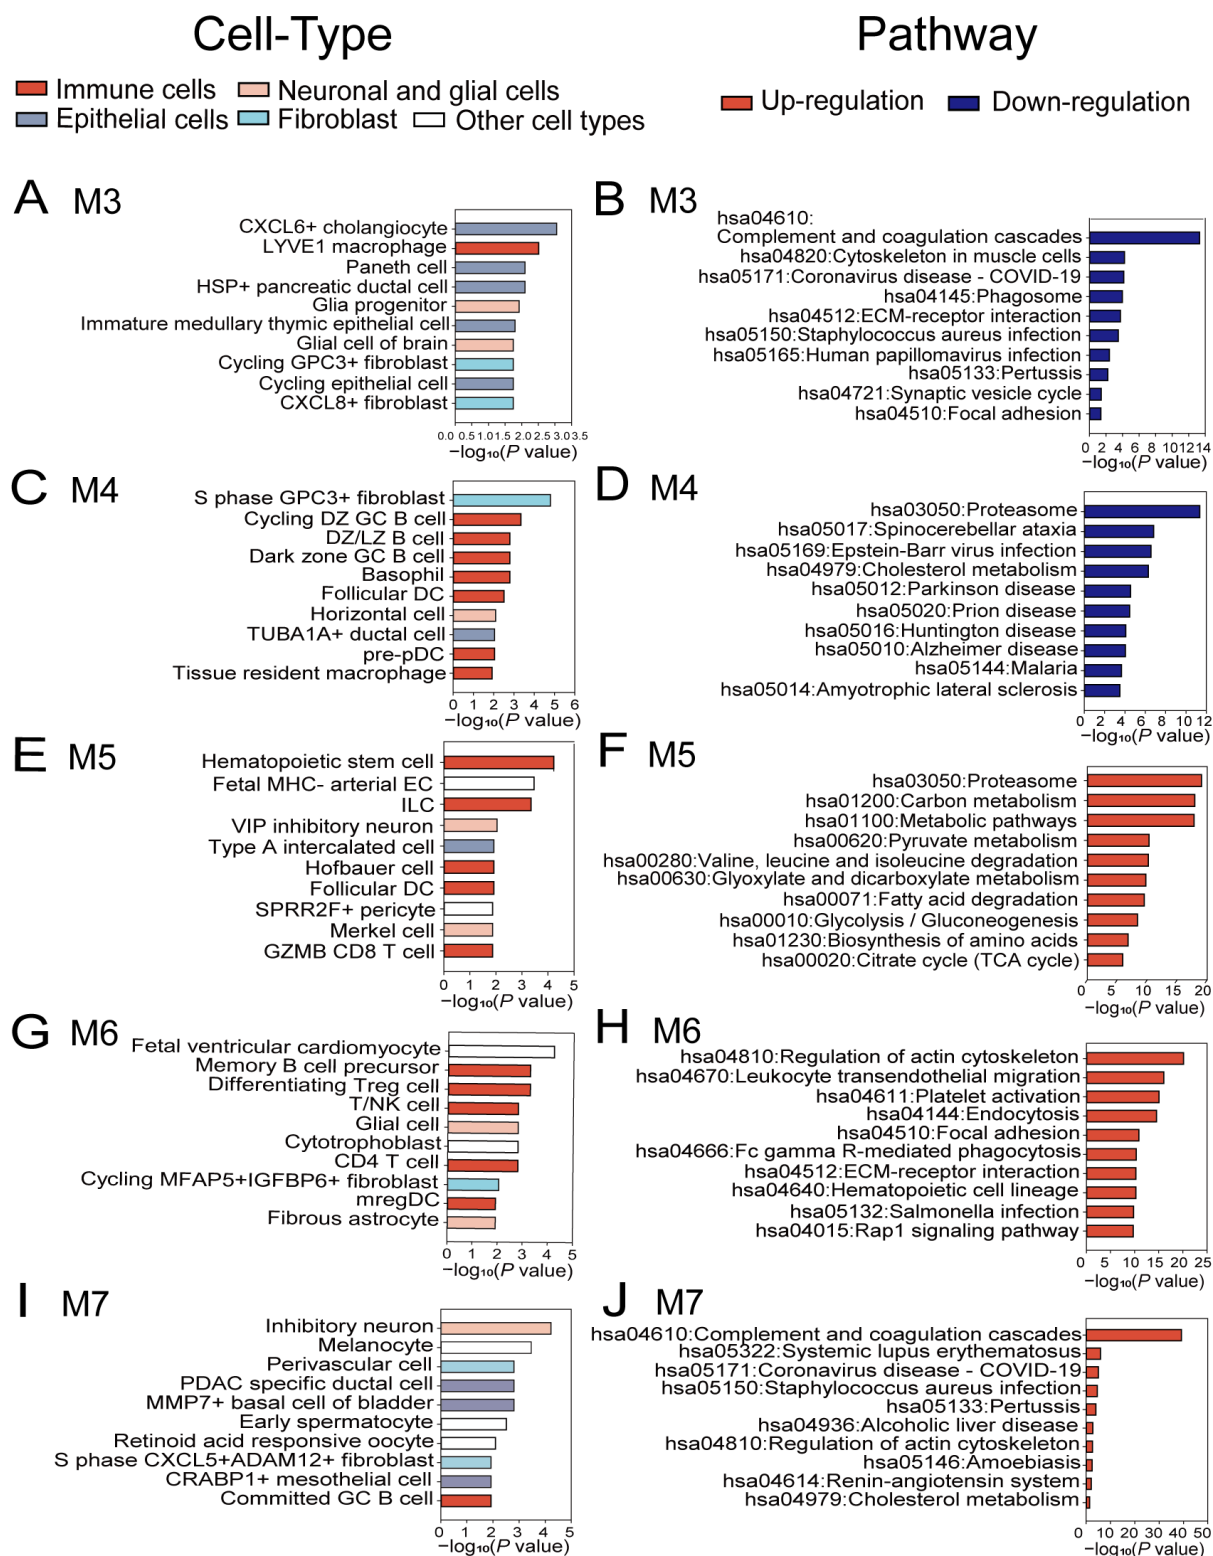 Cell-Type
Pathway
Immune cells
Neuronal and glial cells
Epithelial cells
Fibroblast
Other cell types
Up-regulation
Down-regulation
A M3
CXCL6+ cholangiocyte
LYVE1 macrophage
Paneth cell
HSP+ pancreatic ductal cell
Glia progenitor
Immature medullary thymic epithelial cell
Glial cell of brain
Cycling GPC3+ fibroblast
Cycling epithelial cell
CXCL8+ fibroblast
0.0 0.5 1.0 1.5 2.0 2.5 3.0 3.5
−log₁₀(P value)
B M3
hsa04610:
Complement and coagulation cascades
hsa04820:Cytoskeleton in muscle cells
hsa05171:Coronavirus disease - COVID-19
hsa04145:Phagosome
hsa04512:ECM-receptor interaction
hsa05150:Staphylococcus aureus infection
hsa05165:Human papillomavirus infection
hsa05133:Pertussis
hsa04721:Synaptic vesicle cycle
hsa04510:Focal adhesion
0 2 4 6 8 10 12 14
−log₁₀(P value)
C M4
S phase GPC3+ fibroblast
Cycling DZ GC B cell
DZ/LZ B cell
Dark zone GC B cell
Basophil
Follicular DC
Horizontal cell
TUBA1A+ ductal cell
pre-pDC
Tissue resident macrophage
0 1 2 3 4 5 6
−log₁₀(P value)
D M4
hsa03050:Proteasome
hsa05017:Spinocerebellar ataxia
hsa05169:Epstein-Barr virus infection
hsa04979:Cholesterol metabolism
hsa05012:Parkinson disease
hsa05020:Prion disease
hsa05016:Huntington disease
hsa05010:Alzheimer disease
hsa05144:Malaria
hsa05014:Amyotrophic lateral sclerosis
0 2 4 6 8 10 12
−log₁₀(P value)
E M5
Hematopoietic stem cell
Fetal MHC- arterial EC
ILC
VIP inhibitory neuron
Type A intercalated cell
Hofbauer cell
Follicular DC
SPRR2F+ pericyte
Merkel cell
GZMB CD8 T cell
0 1 2 3 4 5
−log₁₀(P value)
F M5
hsa03050:Proteasome
hsa01200:Carbon metabolism
hsa01100:Metabolic pathways
hsa00620:Pyruvate metabolism
hsa00280:Valine, leucine and isoleucine degradation
hsa00630:Glyoxylate and dicarboxylate metabolism
hsa00071:Fatty acid degradation
hsa00010:Glycolysis / Gluconeogenesis
hsa01230:Biosynthesis of amino acids
hsa00020:Citrate cycle (TCA cycle)
0 5 10 15 20
−log₁₀(P value)
G M6
Fetal ventricular cardiomyocyte
Memory B cell precursor
Differentiating Treg cell
T/NK cell
Glial cell
Cytotrophoblast
CD4 T cell
Cycling MFAP5+IGFBP6+ fibroblast
mregDC
Fibrous astrocyte
0 1 2 3 4 5
−log₁₀(P value)
H M6
hsa04810:Regulation of actin cytoskeleton
hsa04670:Leukocyte transendothelial migration
hsa04611:Platelet activation
hsa04144:Endocytosis
hsa04510:Focal adhesion
hsa04666:Fc gamma R-mediated phagocytosis
hsa04512:ECM-receptor interaction
hsa04640:Hematopoietic cell lineage
hsa05132:Salmonella infection
hsa04015:Rap1 signaling pathway
0 5 10 15 20 25
−log₁₀(P value)
I M7
Inhibitory neuron
Melanocyte
Perivascular cell
PDAC specific ductal cell
MMP7+ basal cell of bladder
Early spermatocyte
Retinoid acid responsive oocyte
S phase CXCL5+ADAM12+ fibroblast
CRABP1+ mesothelial cell
Committed GC B cell
0 1 2 3 4 5
−log₁₀(P value)
J M7
hsa04610:Complement and coagulation cascades
hsa05322:Systemic lupus erythematosus
hsa05171:Coronavirus disease - COVID-19
hsa05150:Staphylococcus aureus infection
hsa05133:Pertussis
hsa04936:Alcoholic liver disease
hsa04810:Regulation of actin cytoskeleton
hsa05146:Amoebiasis
hsa04614:Renin-angiotensin system
hsa04979:Cholesterol metabolism
0 10 20 30 40 50
−log₁₀(P value)